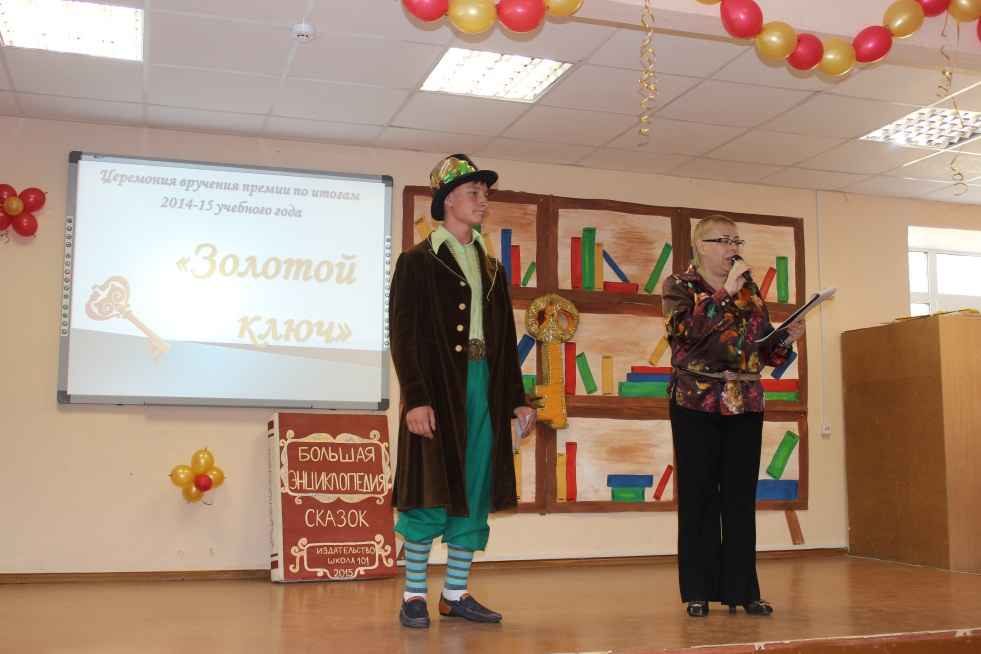 Церемония вручения премии по итогам
2014-15 учебного года
«Золотой
ключ»
БОЛЬШАЯ
ЭНЦИКЛОПЕДИЯ
СКАЗОК
ИЗДАТЕЛЬСТВО
ШКОЛА 101
2015